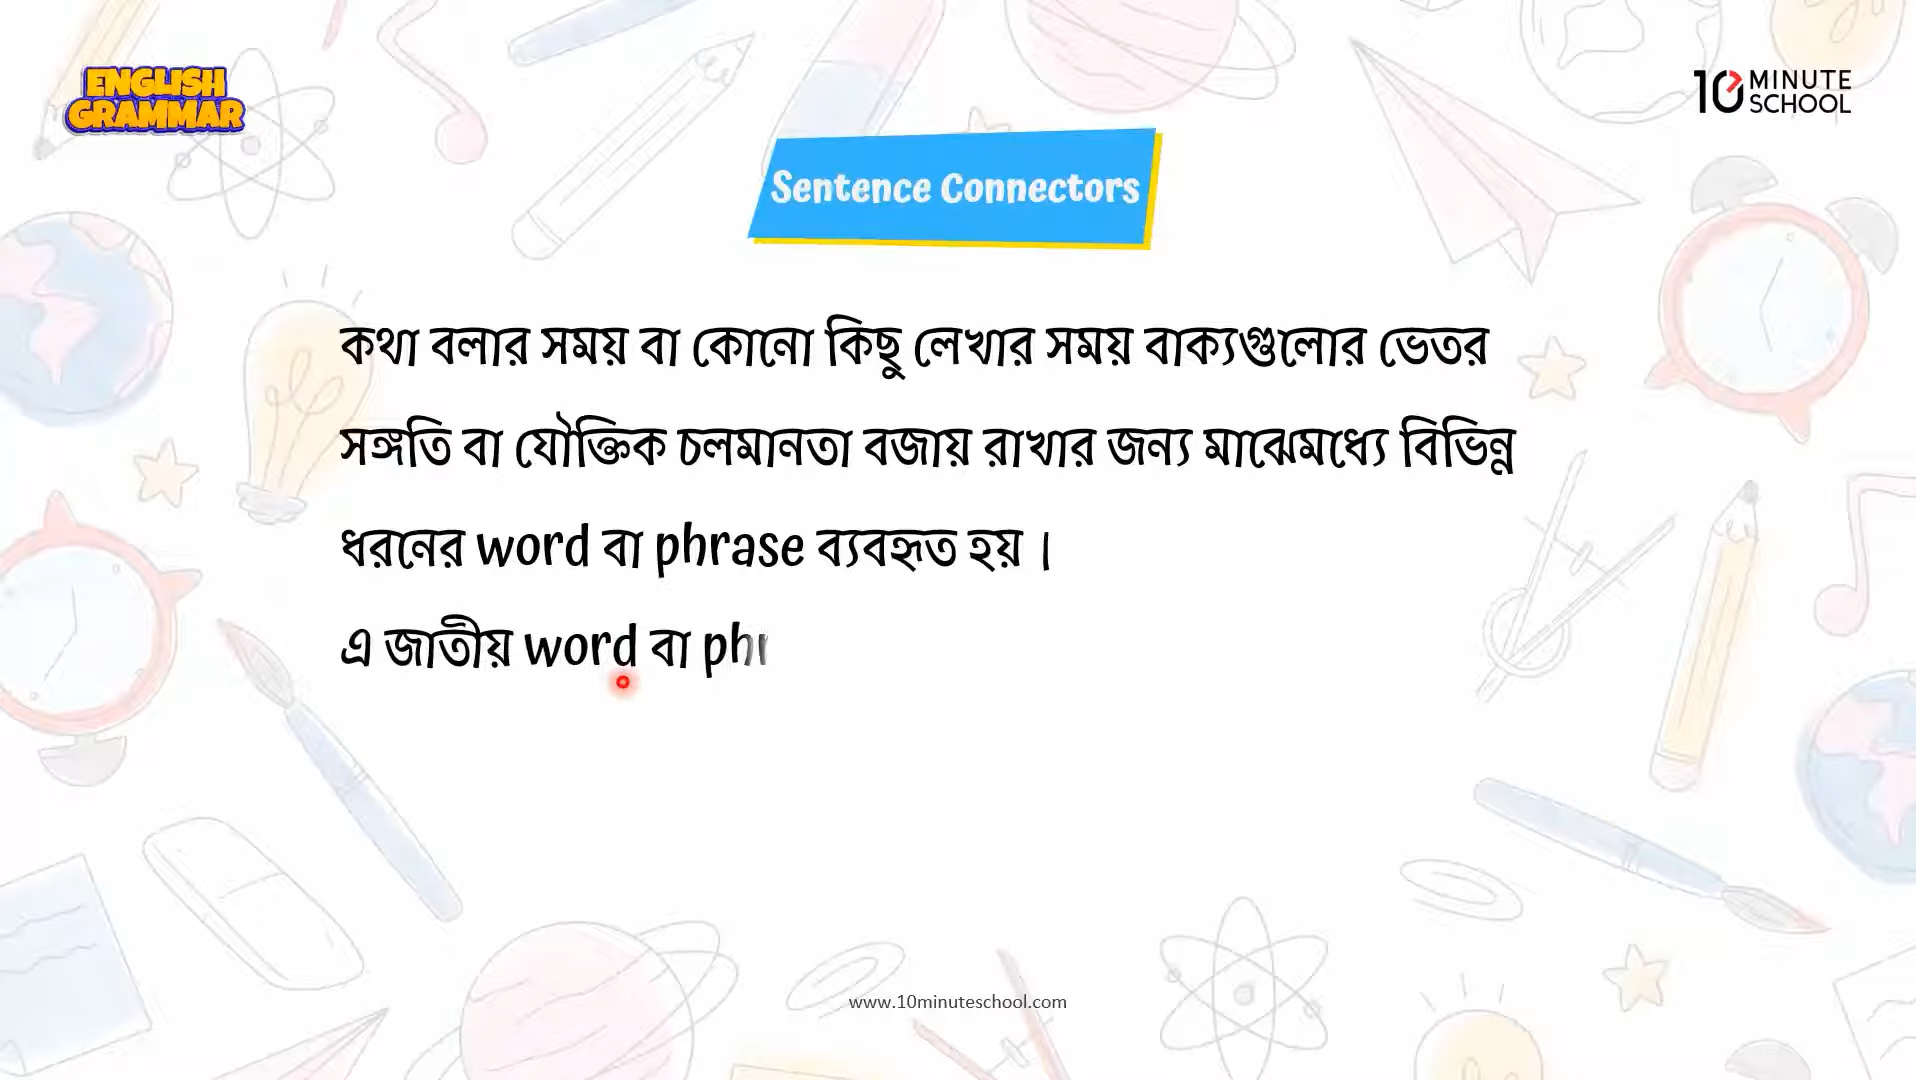 ENGLISH
GRAMMAR
10 MINUTE
SCHOOL
Sentence Connectors
কথা বলার সময় বা কোনো কিছু লেখার সময় বাক্যগুলোর ভেতর
সঙ্গতি বা যৌক্তিক চলমানতা বজায় রাখার জন্য মাঝেমধ্যে বিভিন্ন
ধরনের word বা phrase ব্যবহৃত হয় ।
এ জাতীয় word বা phr
www.10minuteschool.com